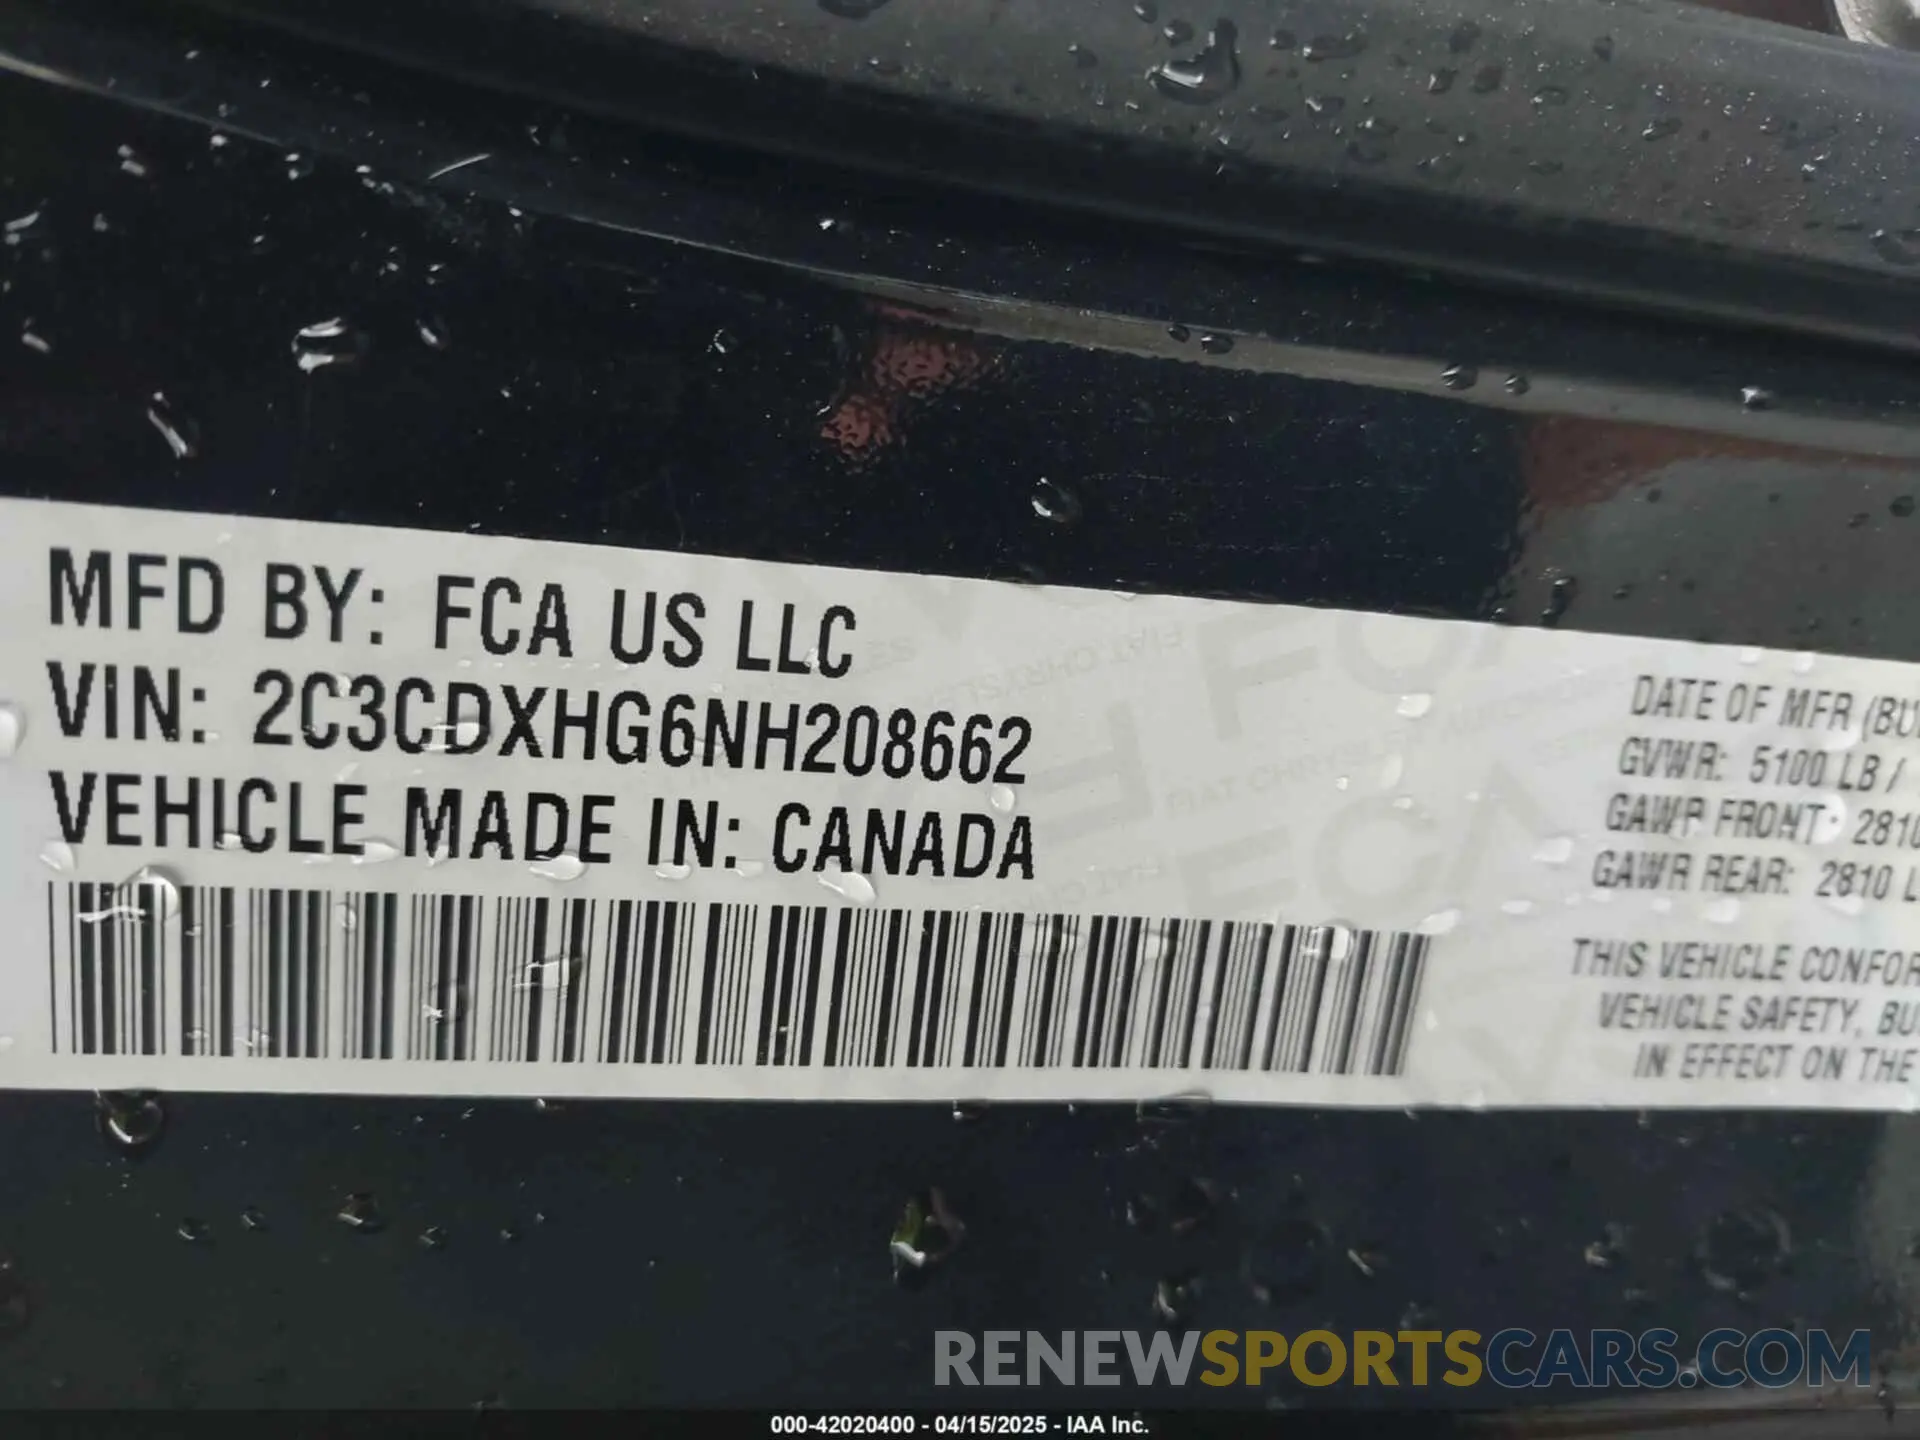 MFD BY: FCA US LLC
VIN: 2C3CDXHG6NH208662
VEHICLE MADE IN: CANADA
DATE OF MFR (BU
GVWR: 5100 LB /
GAWR FRONT: 2810
GAWR REAR: 2810 L
THIS VEHICLE CONFOR
VEHICLE SAFETY, BU
IN EFFECT ON THE
RENEWSPORTSCARS.COM
000-42020400 - 04/15/2025 - IAA Inc.